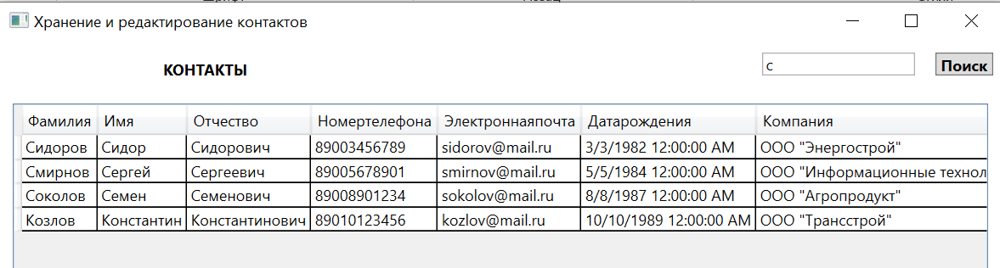 Хранение и редактирование контактов
КОНТАКТЫ
с
Поиск
Фамилия Имя Отчество Номертелефона Электроннаяпочта Датарождения Компания
Сидоров Сидор Сидорович 89003456789 sidorov@mail.ru 3/3/1982 12:00:00 AM ООО "Энергострой"
Смирнов Сергей Сергеевич 89005678901 smirnov@mail.ru 5/5/1984 12:00:00 AM ООО "Информационные технол
Соколов Семен Семенович 89008901234 sokolov@mail.ru 8/8/1987 12:00:00 AM ООО "Агропродукт"
Козлов Константин Константинович 89010123456 kozlov@mail.ru 10/10/1989 12:00:00 AM ООО "Трансстрой"